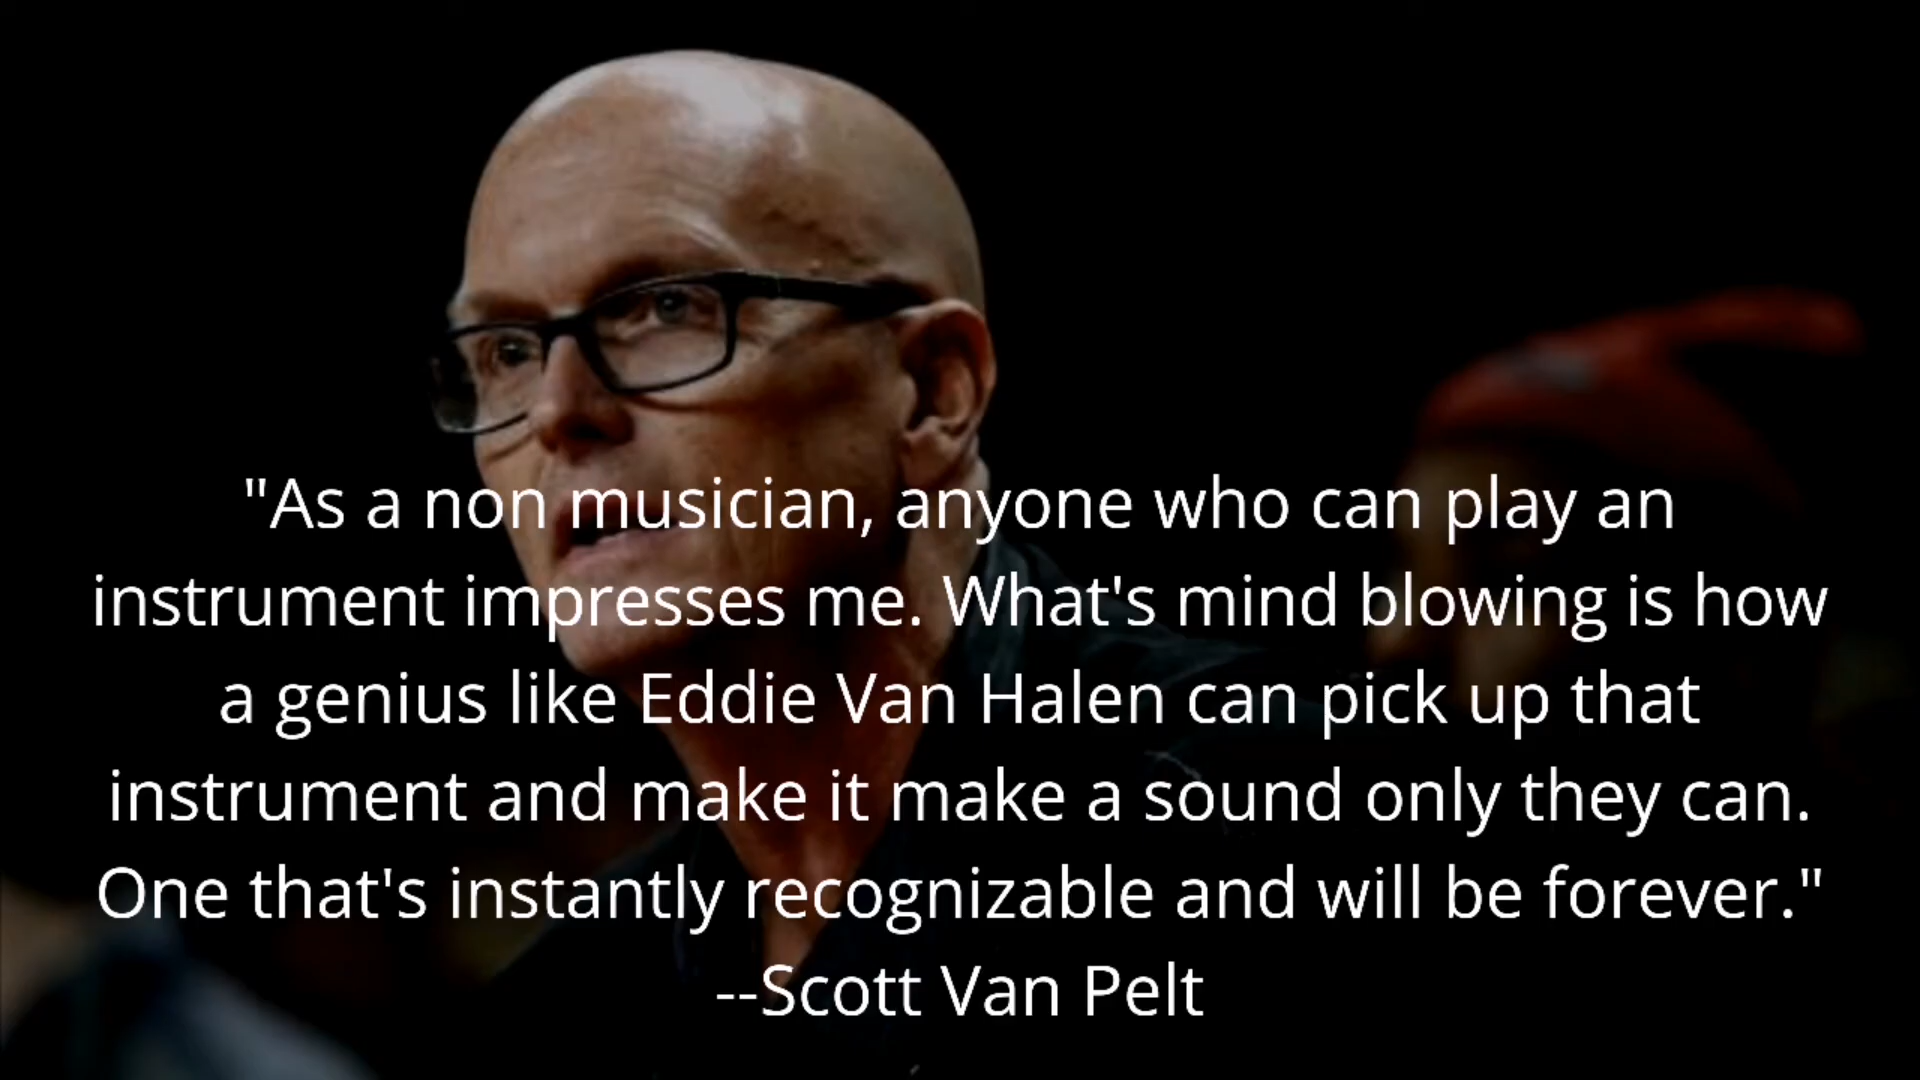 "As a non musician, anyone who can play an
instrument impresses me. What's mind blowing is how
a genius like Eddie Van Halen can pick up that
instrument and make it make a sound only they can.
One that's instantly recognizable and will be forever."
--Scott Van Pelt